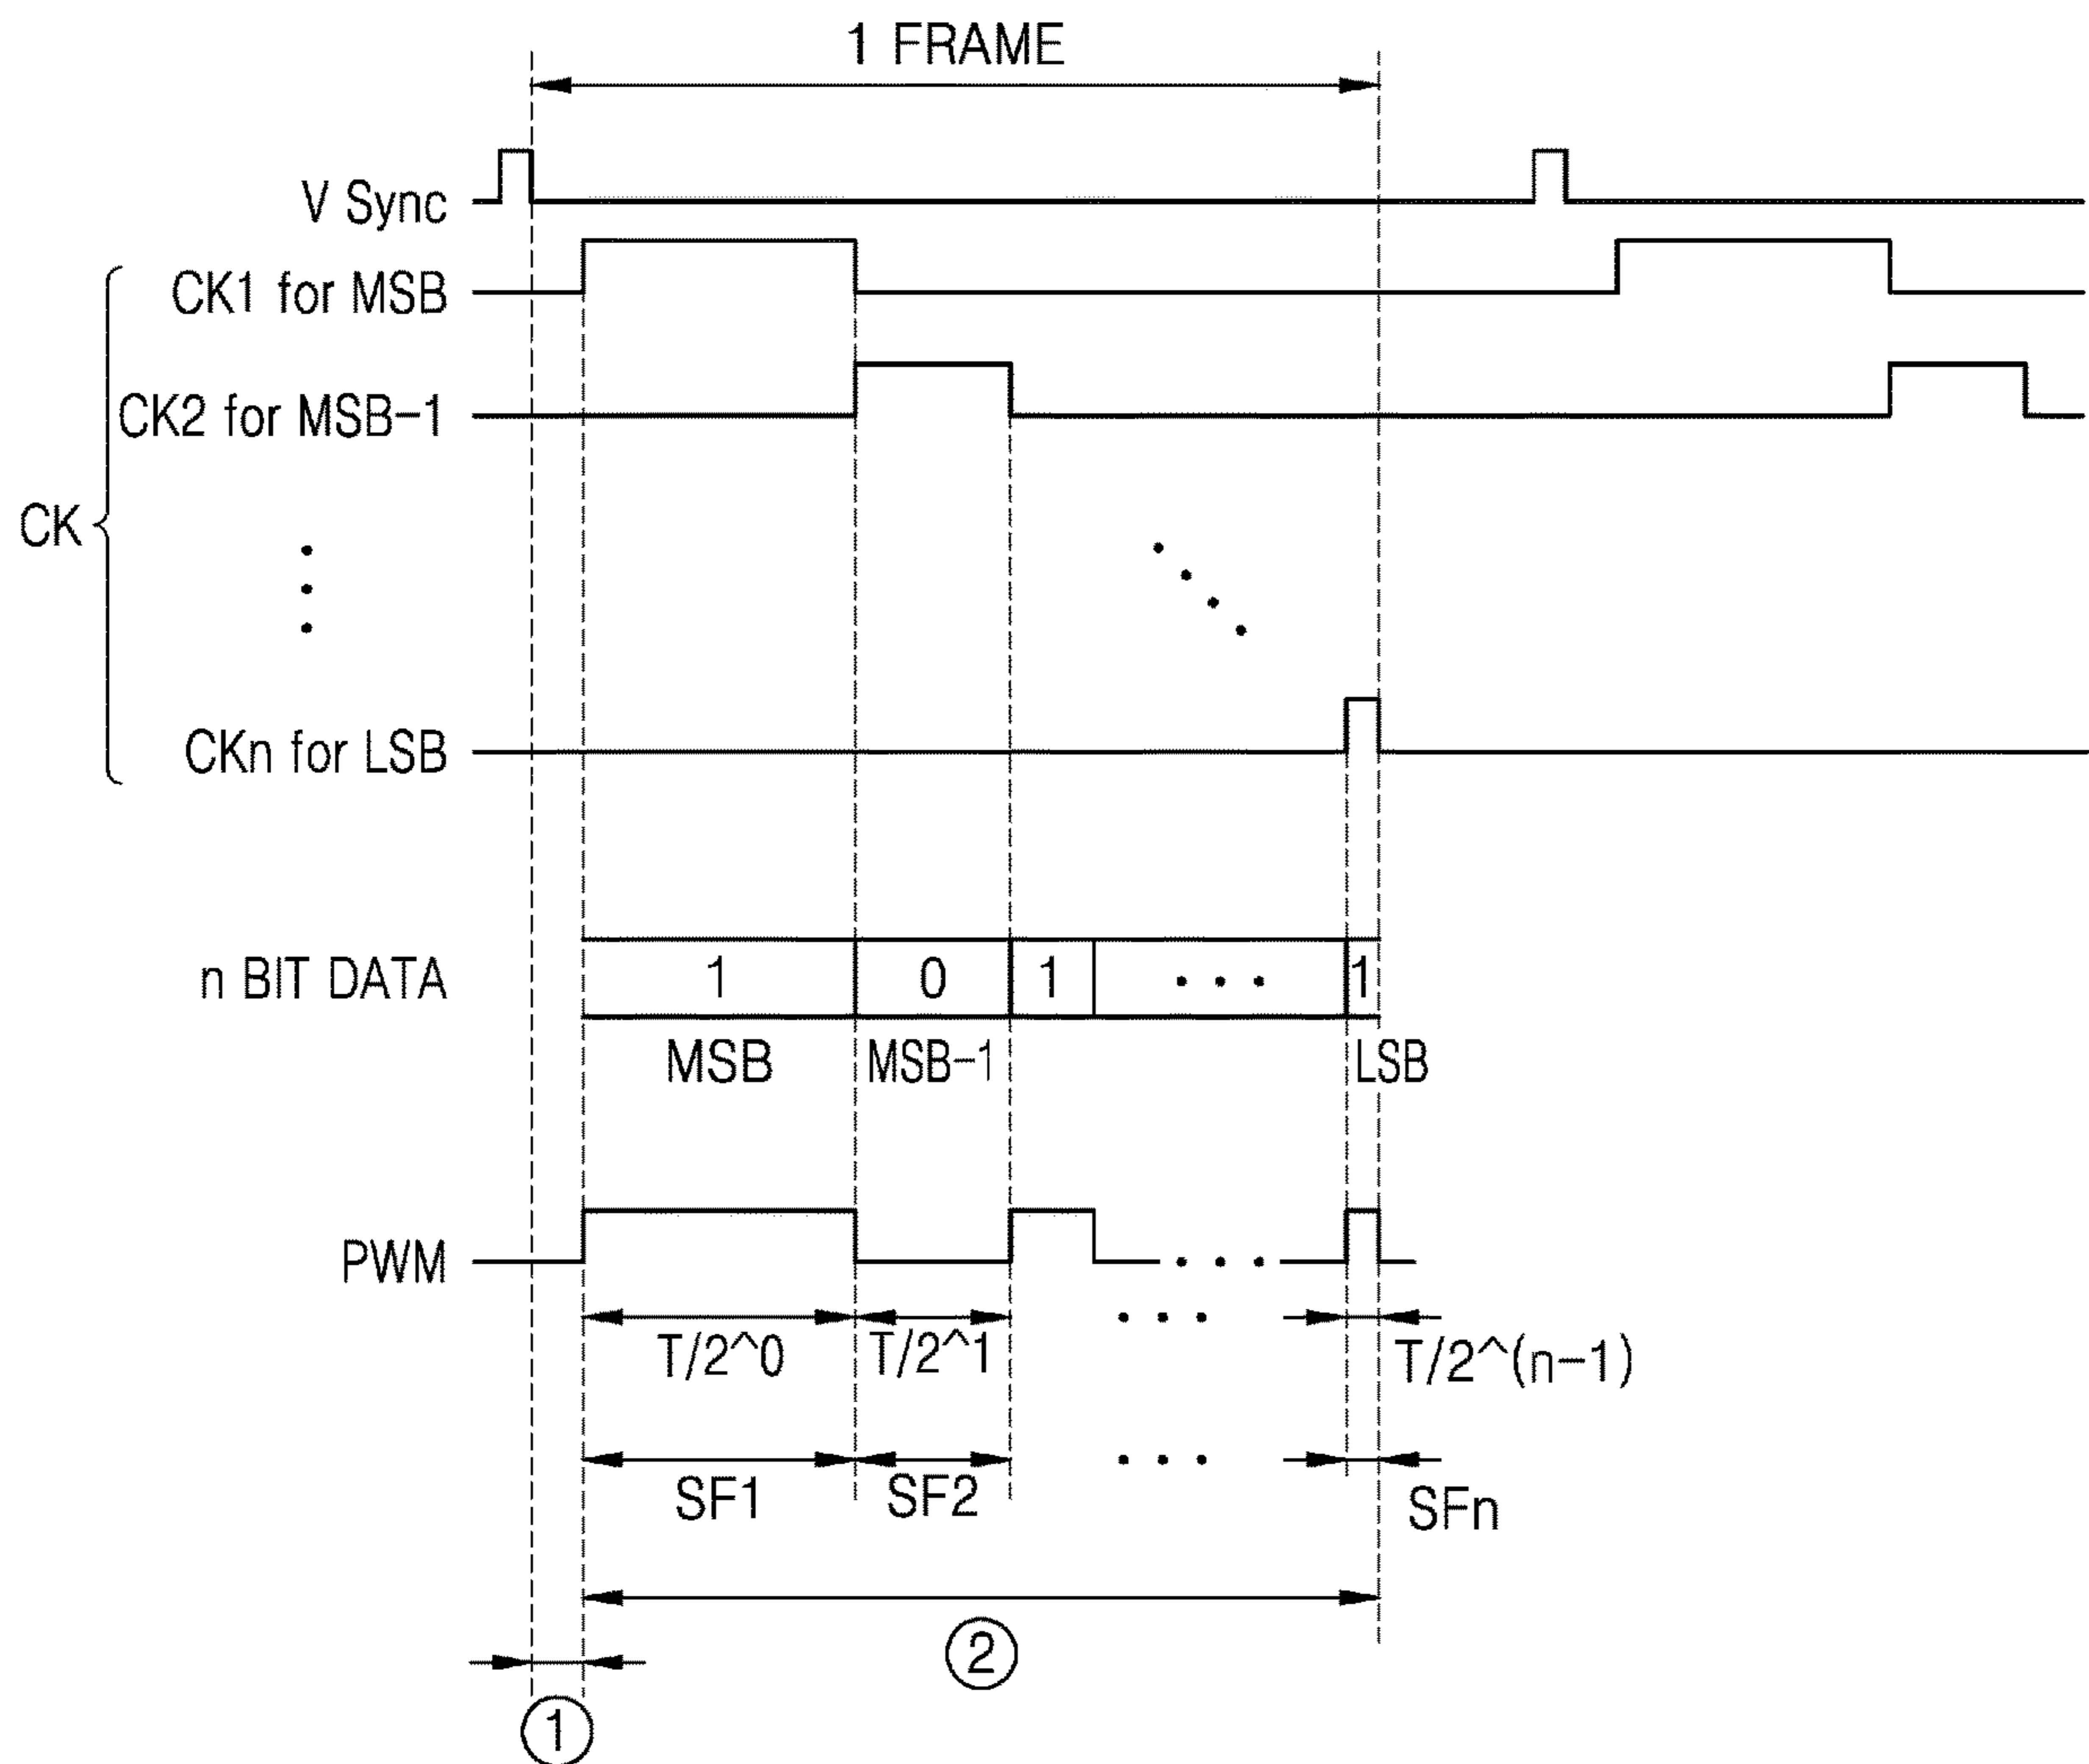 1 FRAME
V Sync
CK1 for MSB
CK2 for MSB-1
CK
CKn for LSB
n BIT DATA 1 0 1 ... 1
MSB MSB-1 LSB
PWM ...
...
T/2^0 T/2^1 T/2^(n-1)
...
SF1 SF2 SFn
②
①